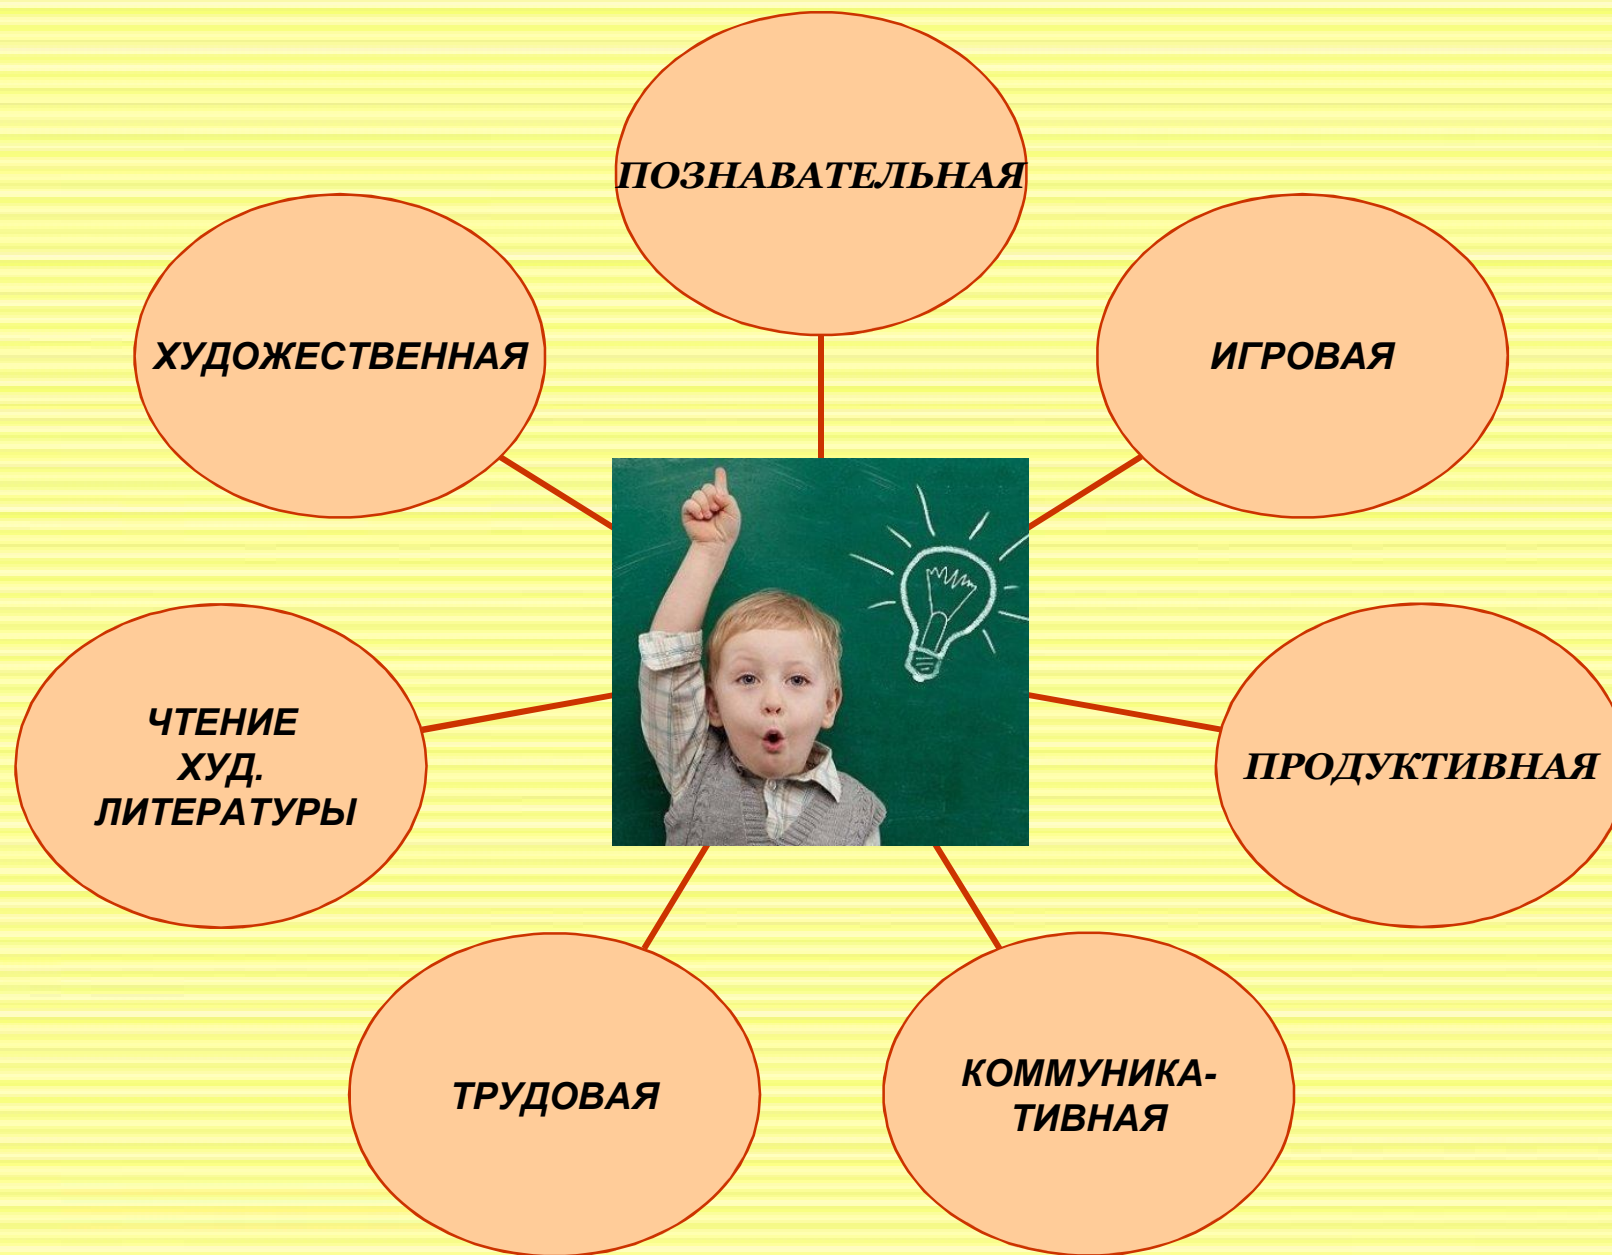 ПОЗНАВАТЕЛЬНАЯ
ХУДОЖЕСТВЕННАЯ
ИГРОВАЯ
ЧТЕНИЕ
ХУД.
ЛИТЕРАТУРЫ
ПРОДУКТИВНАЯ
ТРУДОВАЯ
КОММУНИКА-
ТИВНАЯ